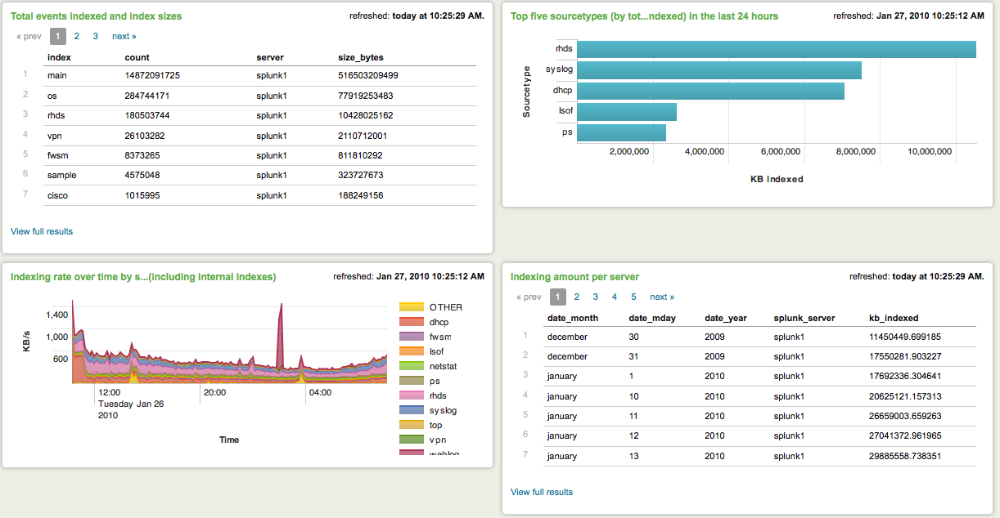 Total events indexed and index sizes refreshed: today at 10:25:29 AM.
« prev 1 2 3 next »
index count server size_bytes
1 main 14872091725 splunk1 516503209499
2 os 284744171 splunk1 77919253483
3 rhds 180503744 splunk1 10428025162
4 vpn 26103282 splunk1 2110712001
5 fwsm 8373265 splunk1 811810292
6 sample 4575048 splunk1 323727673
7 cisco 1015995 splunk1 188249156
View full results
Top five sourcetypes (by tot...ndexed) in the last 24 hours refreshed: Jan 27, 2010 10:25:12 AM
Sourcetype
rhds
syslog
dhcp
lsof
ps
2,000,000 4,000,000 6,000,000 8,000,000 10,000,000
KB Indexed
Indexing rate over time by s...(including internal indexes) refreshed: Jan 27, 2010 10:25:12 AM
KB/s
1,400
1,000
600
12:00 20:00 04:00
Tuesday Jan 26
2010
Time
OTHER
dhcp
fwsm
lsof
netstat
ps
rhds
syslog
top
vpn
weblog
Indexing amount per server refreshed: today at 10:25:29 AM.
« prev 1 2 3 4 5 next »
date_month date_mday date_year splunk_server kb_indexed
1 december 30 2009 splunk1 11450449.699185
2 december 31 2009 splunk1 17550281.903227
3 january 1 2010 splunk1 17692336.304641
4 january 10 2010 splunk1 20625121.157313
5 january 11 2010 splunk1 26659003.659263
6 january 12 2010 splunk1 27041372.961965
7 january 13 2010 splunk1 29885558.738351
View full results